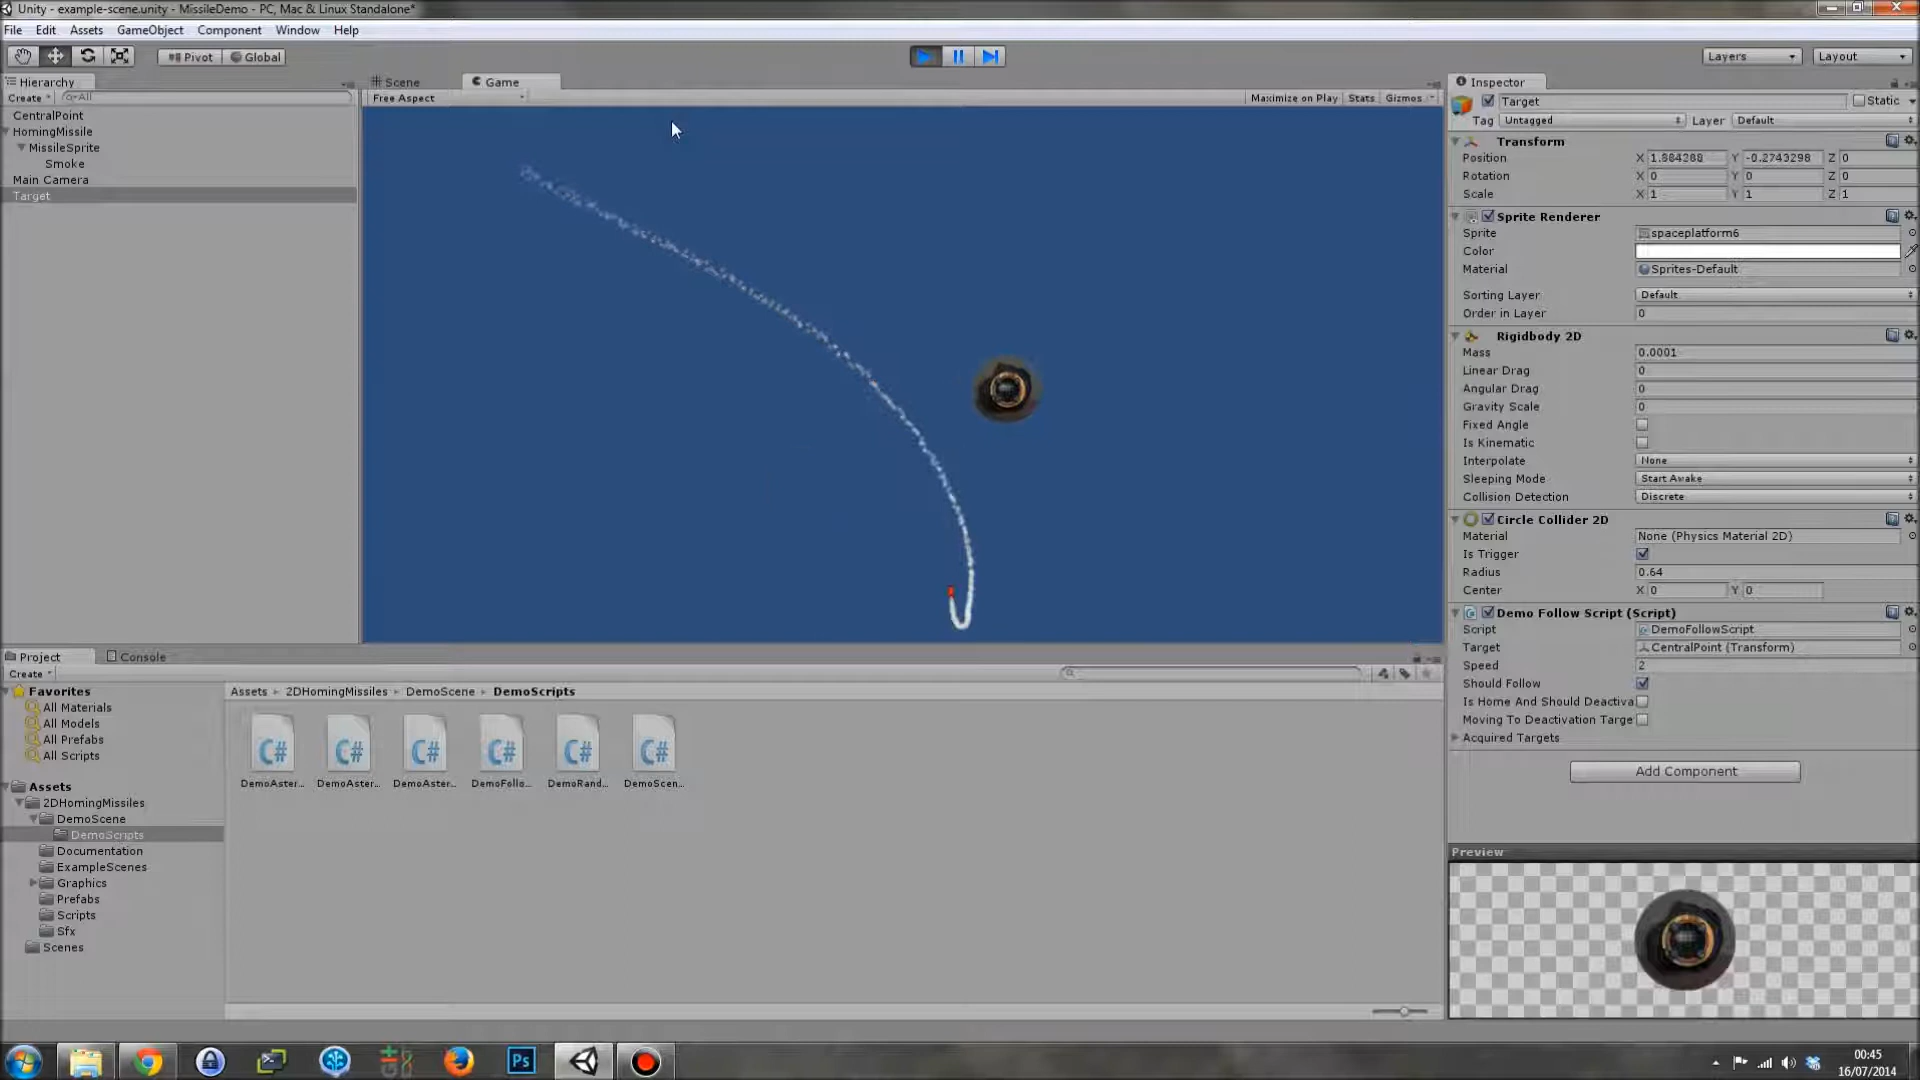 Unity - example-scene.unity - MissileDemo - PC, Mac & Linux Standalone*
File Edit Assets GameObject Component Window Help
Pivot Global Layers Layout
Hierarchy
Create All
CentralPoint
HomingMissile
MissileSprite
Smoke
Main Camera
Target
Scene Game
Free Aspect Maximize on Play Stats Gizmos
Inspector
Target Static
Tag Untagged Layer Default
Transform
Position X 1.884288 Y -0.2743298 Z 0
Rotation X 0 Y 0 Z 0
Scale X 1 Y 1 Z 1
Sprite Renderer
Sprite spaceplatform6
Color
Material Sprites-Default
Sorting Layer Default
Order in Layer 0
Rigidbody 2D
Mass 0.0001
Linear Drag 0
Angular Drag 0
Gravity Scale 0
Fixed Angle
Is Kinematic
Interpolate None
Sleeping Mode Start Awake
Collision Detection Discrete
Circle Collider 2D
Material None (Physics Material 2D)
Is Trigger
Radius 0.64
Center X 0 Y 0
Demo Follow Script (Script)
Script DemoFollowScript
Target CentralPoint (Transform)
Speed 2
Should Follow
Is Home And Should Deactiva
Moving To Deactivation Targe
Acquired Targets
Add Component
Preview
Project Console
Create
Favorites
All Materials
All Models
All Prefabs
All Scripts
Assets
2DHomingMissiles
DemoScene
DemoScripts
Documentation
ExampleScenes
Graphics
Prefabs
Scripts
Sfx
Scenes
Assets 2DHomingMissiles DemoScene DemoScripts
C# C# C# C# C# C#
DemoAster... DemoAster... DemoAster... DemoFollo... DemoRand... DemoScen...
Ps
00:45
16/07/2014